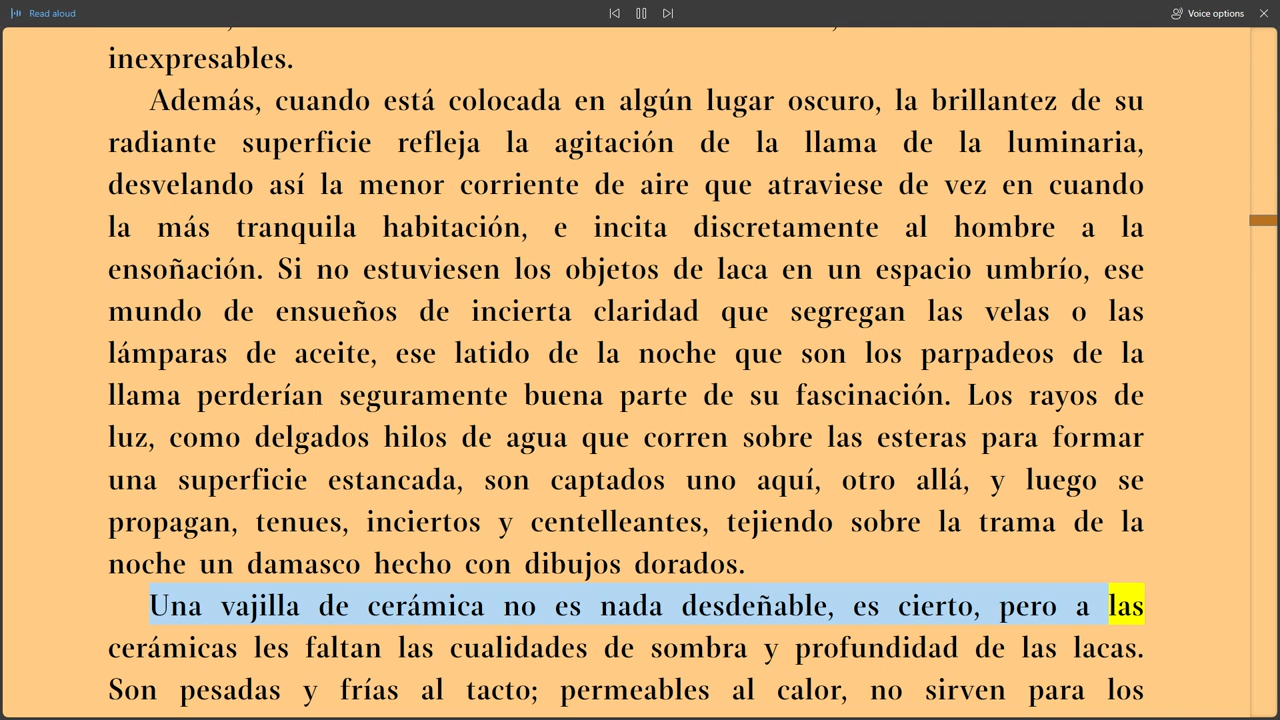 Read aloud
Voice options
inexpresables.
Además, cuando está colocada en algún lugar oscuro, la brillantez de su
radiante superficie refleja la agitación de la llama de la luminaria,
desvelando así la menor corriente de aire que atraviese de vez en cuando
la más tranquila habitación, e incita discretamente al hombre a la
ensoñación. Si no estuviesen los objetos de laca en un espacio umbrío, ese
mundo de ensueños de incierta claridad que segregan las velas o las
lámparas de aceite, ese latido de la noche que son los parpadeos de la
llama perderían seguramente buena parte de su fascinación. Los rayos de
luz, como delgados hilos de agua que corren sobre las esteras para formar
una superficie estancada, son captados uno aquí, otro allá, y luego se
propagan, tenues, inciertos y centelleantes, tejiendo sobre la trama de la
noche un damasco hecho con dibujos dorados.
Una vajilla de cerámica no es nada desdeñable, es cierto, pero a las
cerámicas les faltan las cualidades de sombra y profundidad de las lacas.
Son pesadas y frías al tacto; permeables al calor, no sirven para los